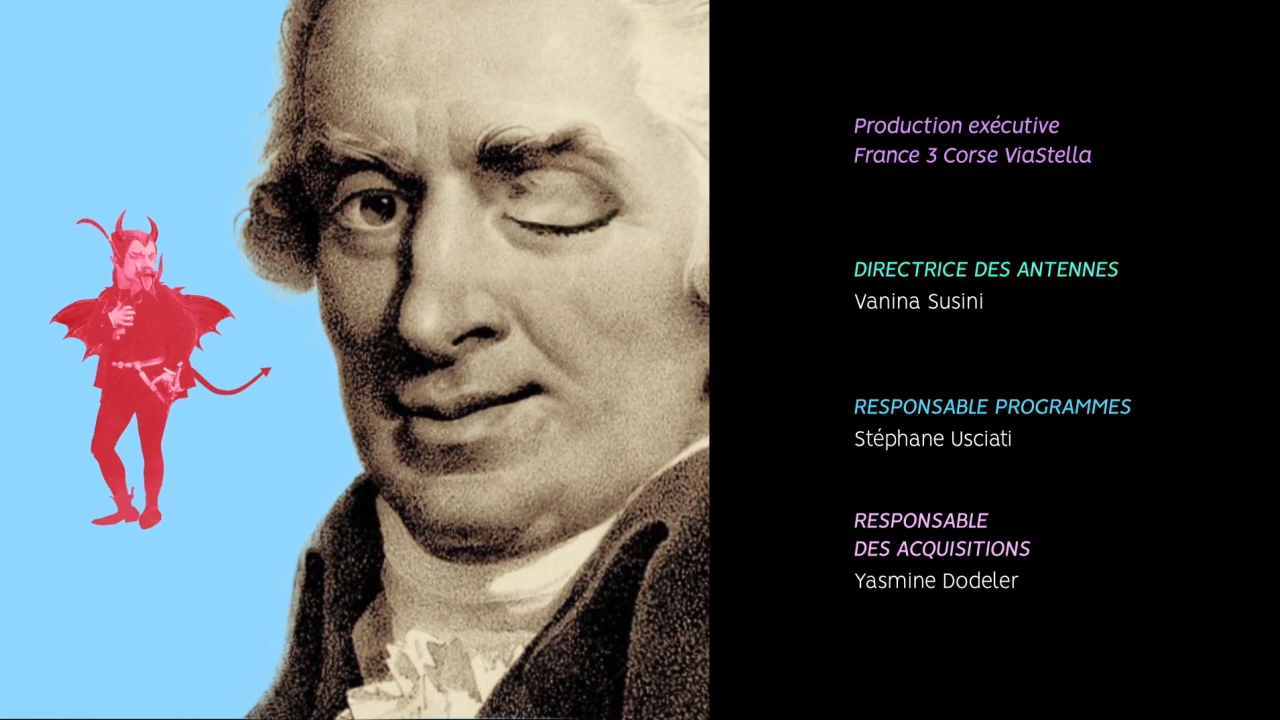 Production exécutive
France 3 Corse ViaStella
DIRECTRICE DES ANTENNES
Vanina Susini
RESPONSABLE PROGRAMMES
Stéphane Usciati
RESPONSABLE
DES ACQUISITIONS
Yasmine Dodeler